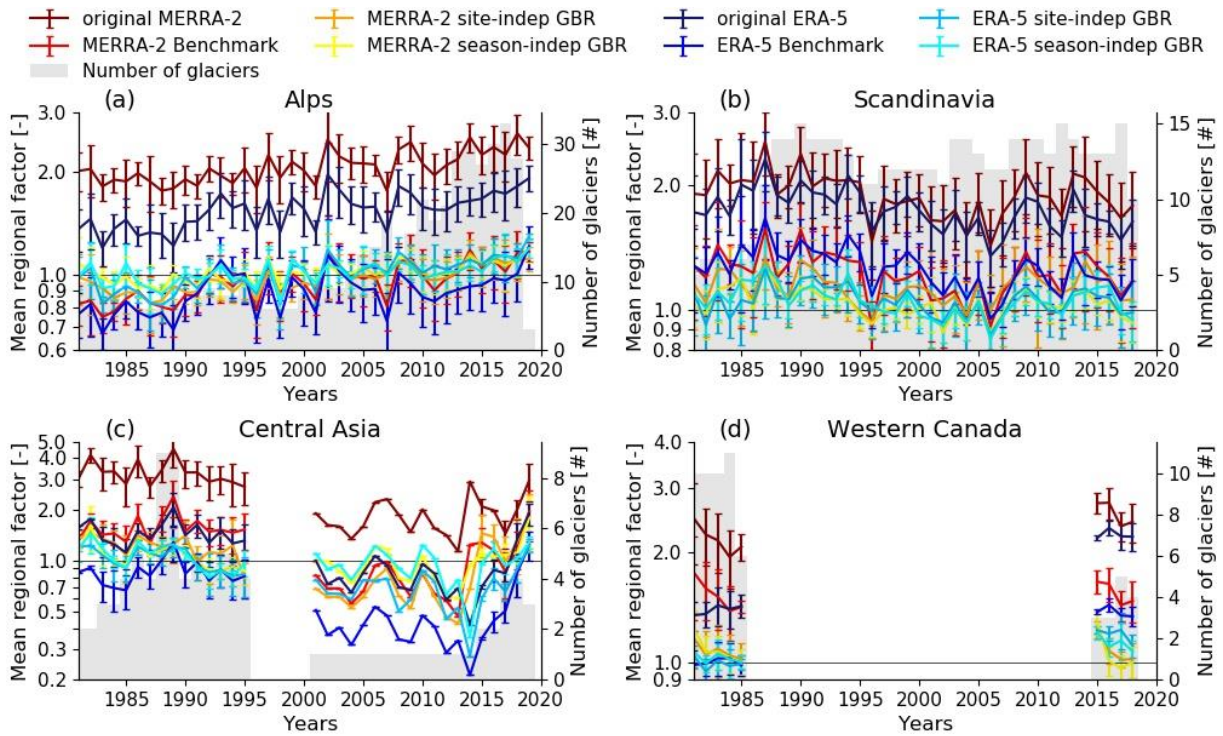 original MERRA-2 MERRA-2 site-indep GBR original ERA-5 ERA-5 site-indep GBR
MERRA-2 Benchmark MERRA-2 season-indep GBR ERA-5 Benchmark ERA-5 season-indep GBR
Number of glaciers
(a) Alps
Mean regional factor [-]
3.0
2.0
1.0
0.9
0.8
0.7
0.6
30
20
10
0
Number of glaciers [#]
1985 1990 1995 2000 2005 2010 2015 2020
Years
(b) Scandinavia
Mean regional factor [-]
3.0
2.0
1.0
0.9
0.8
15
10
5
0
Number of glaciers [#]
1985 1990 1995 2000 2005 2010 2015 2020
Years
(c) Central Asia
Mean regional factor [-]
5.0
4.0
3.0
2.0
1.0
0.7
0.5
0.3
0.2
8
6
4
2
0
Number of glaciers [#]
1985 1990 1995 2000 2005 2010 2015 2020
Years
(d) Western Canada
Mean regional factor [-]
4.0
3.0
2.0
1.0
0.9
10
8
6
4
2
0
Number of glaciers [#]
1985 1990 1995 2000 2005 2010 2015 2020
Years